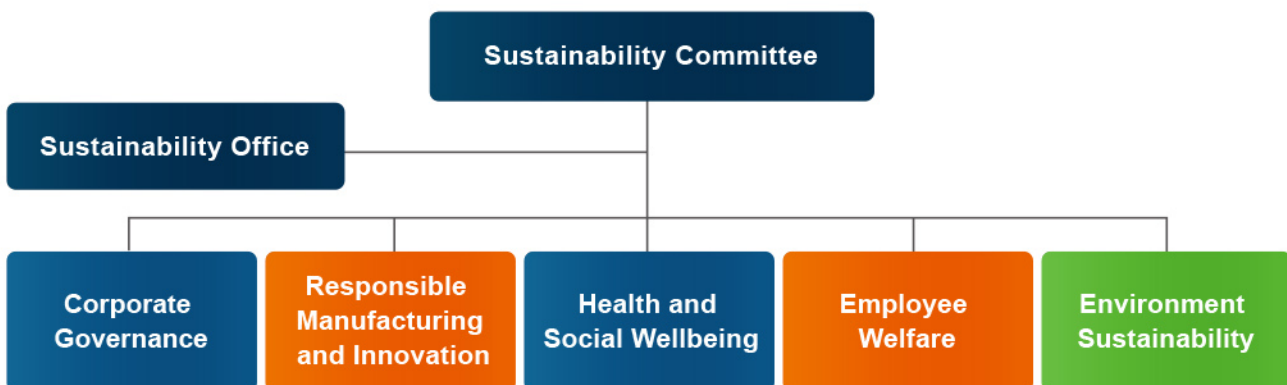 Sustainability Committee
Sustainability Office
Corporate
Governance
Responsible
Manufacturing
and Innovation
Health and
Social Wellbeing
Employee
Welfare
Environment
Sustainability